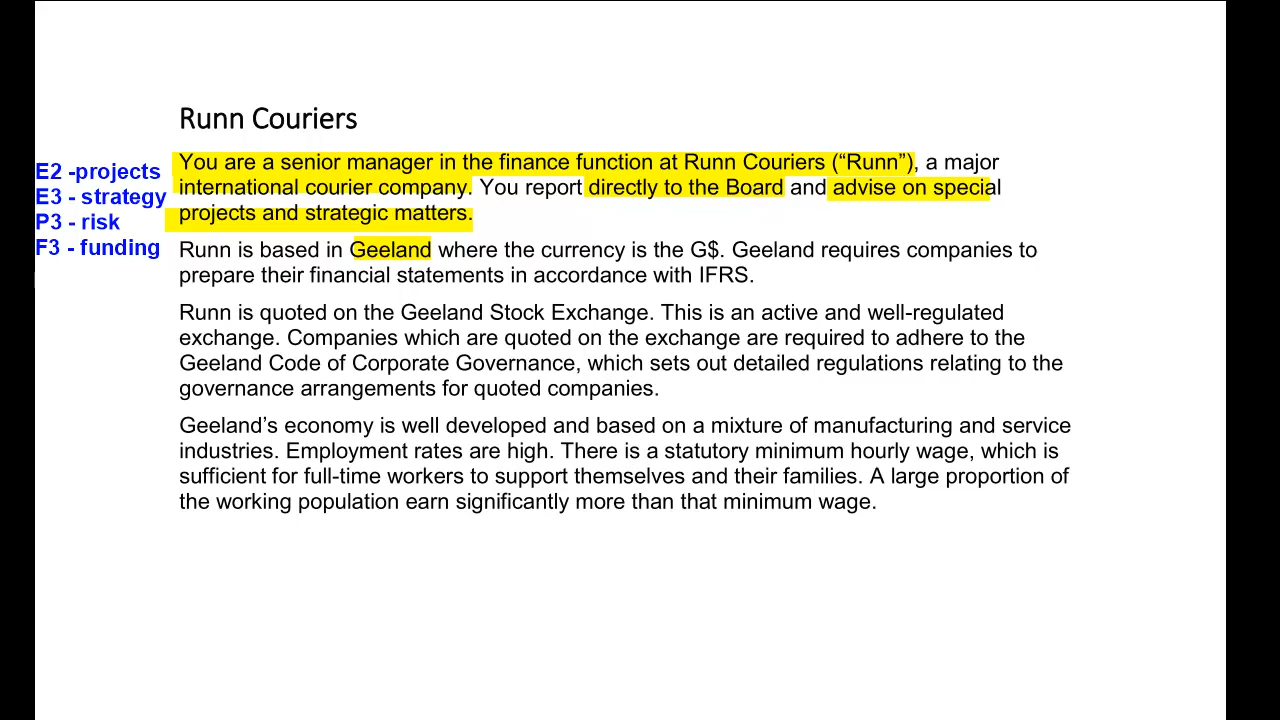 Runn Couriers
E2 -projects
E3 - strategy
P3 - risk
F3 - funding
You are a senior manager in the finance function at Runn Couriers (“Runn”), a major
international courier company. You report directly to the Board and advise on special
projects and strategic matters.
Runn is based in Geeland where the currency is the G$. Geeland requires companies to
prepare their financial statements in accordance with IFRS.
Runn is quoted on the Geeland Stock Exchange. This is an active and well-regulated
exchange. Companies which are quoted on the exchange are required to adhere to the
Geeland Code of Corporate Governance, which sets out detailed regulations relating to the
governance arrangements for quoted companies.
Geeland’s economy is well developed and based on a mixture of manufacturing and service
industries. Employment rates are high. There is a statutory minimum hourly wage, which is
sufficient for full-time workers to support themselves and their families. A large proportion of
the working population earn significantly more than that minimum wage.